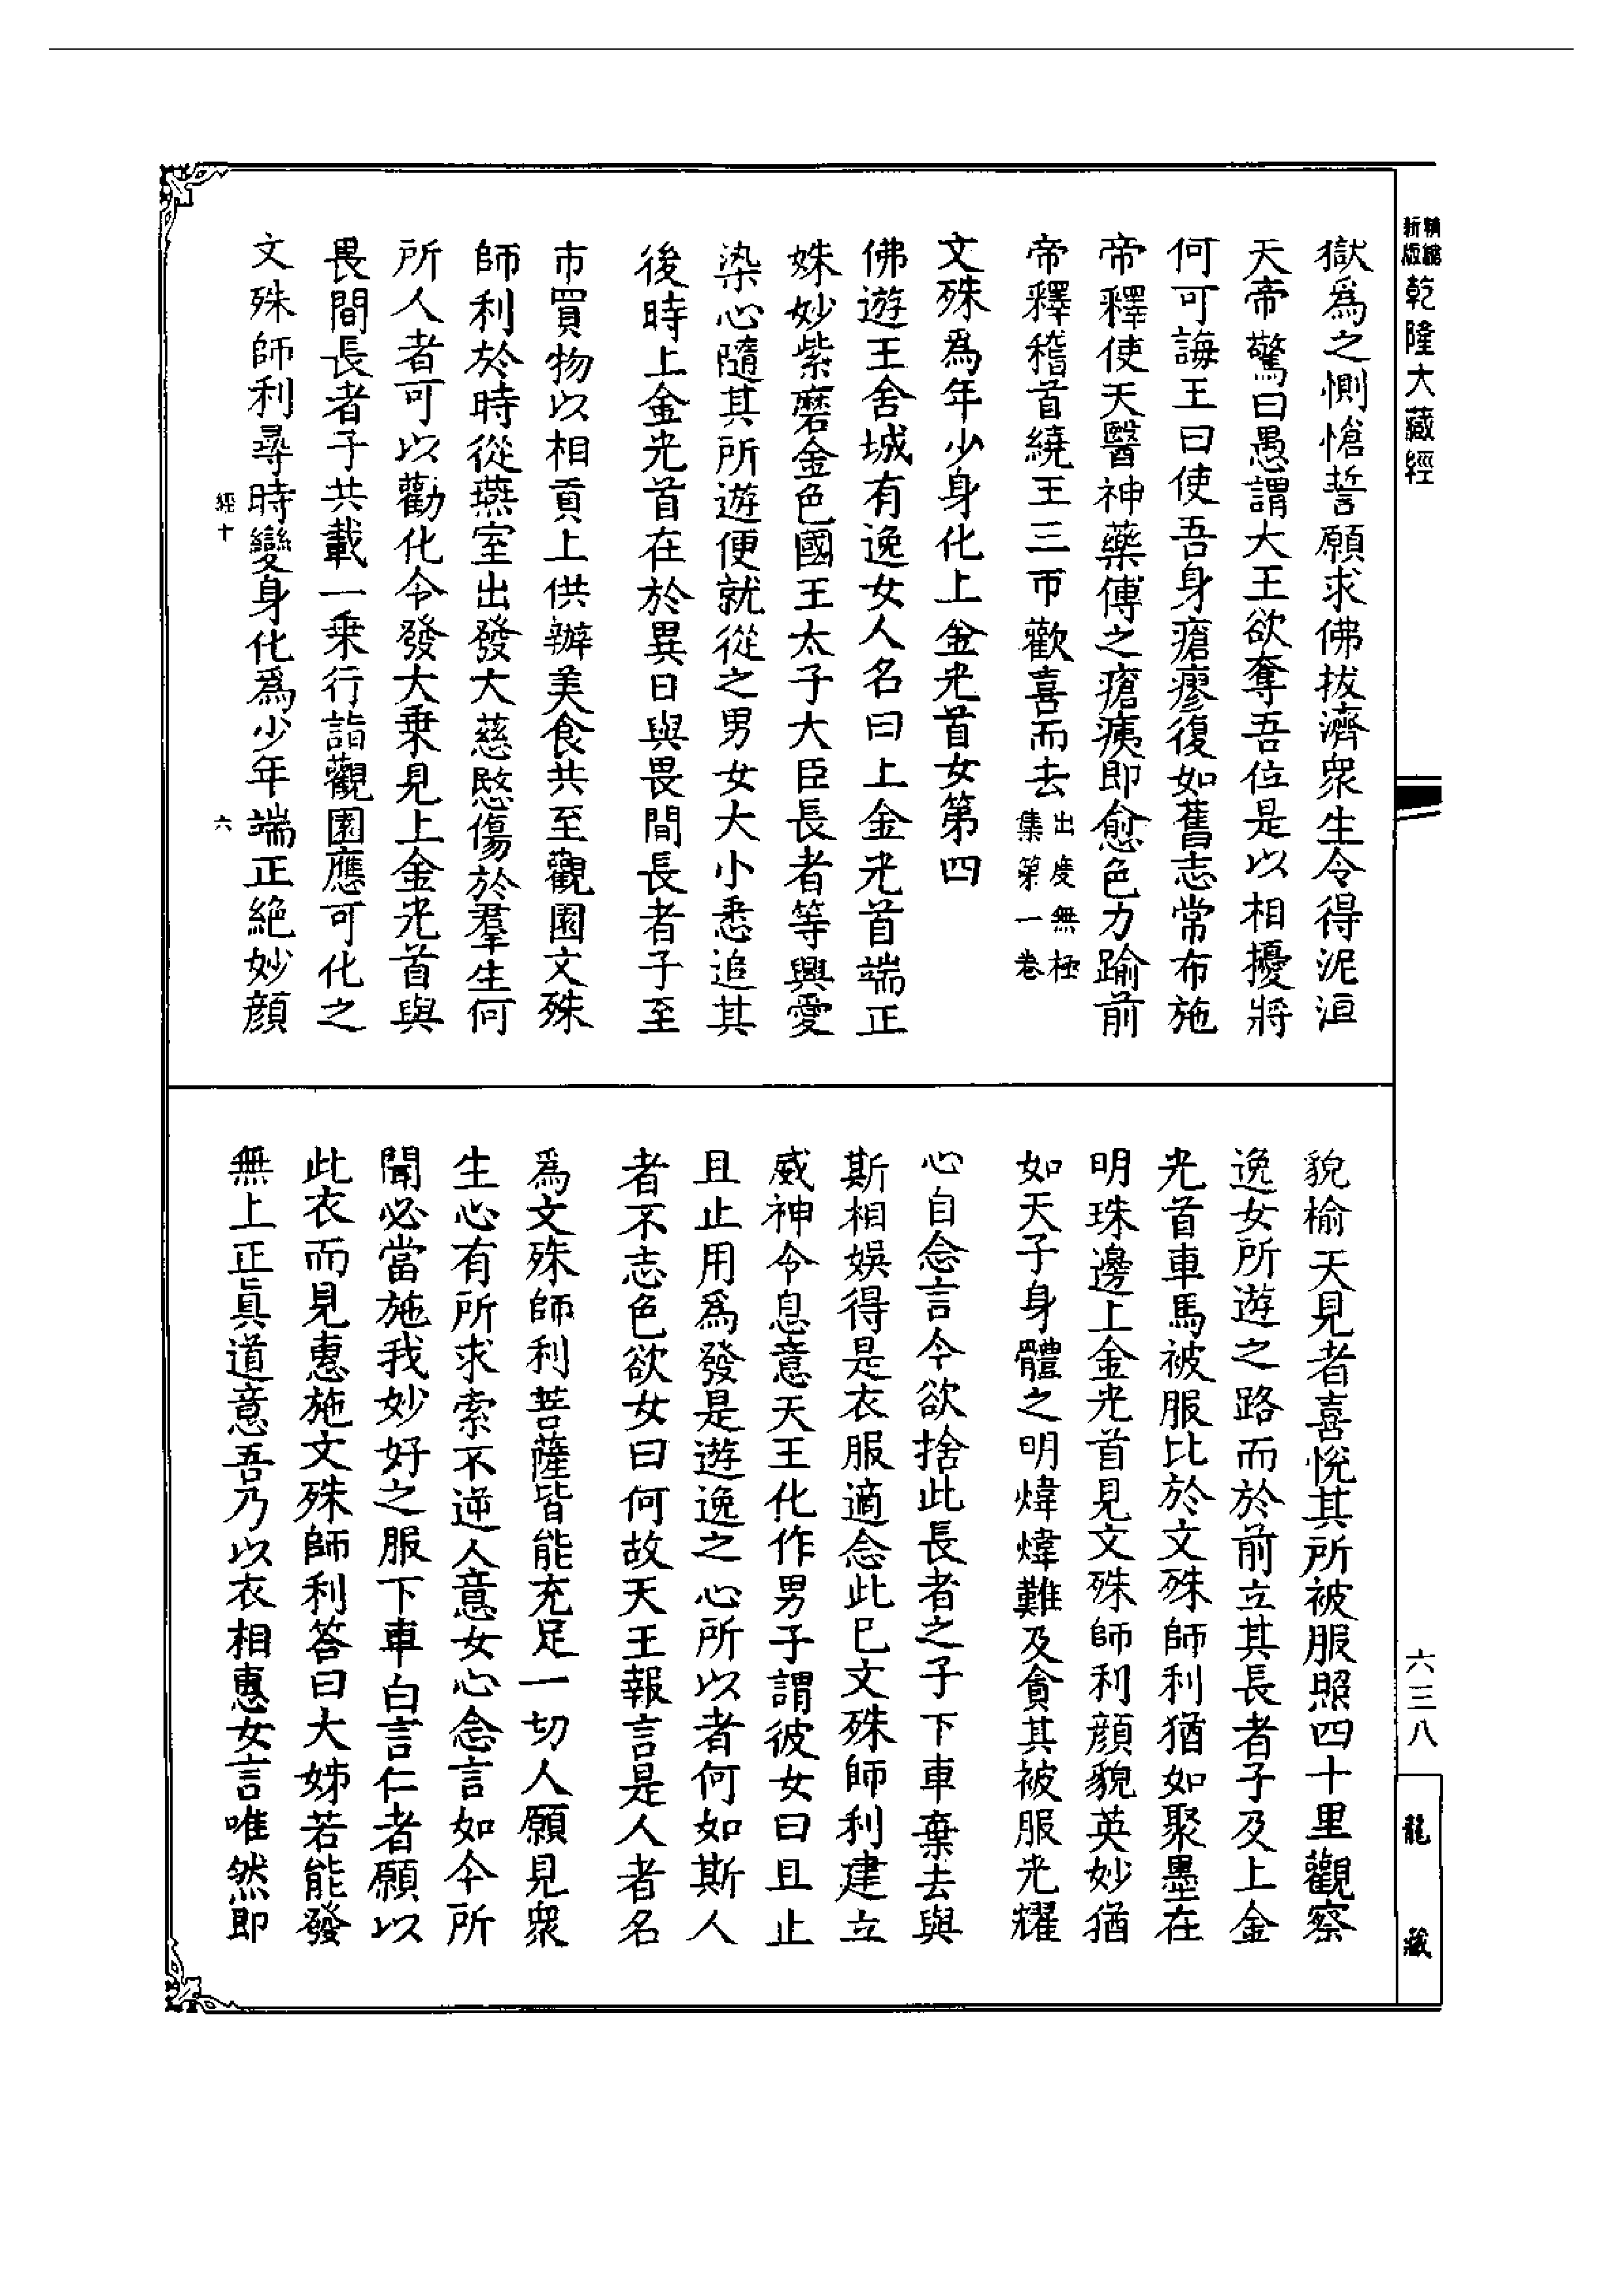 精縮新版乾隆大藏經
獄爲之惻愴誓願求佛拔濟衆生令得泥洹
天帝驚曰愚謂大王欲奪吾位是以相擾將
何可誨王曰使吾身瘡瘳復如舊志常布施
帝釋使天醫神藥傅之瘡痍即愈色力踰前
帝釋稽首繞王三帀歡喜而去出度無極集第一卷
文殊爲年少身化上金光首女第四
佛遊王舍城有逸女人名曰上金光首端正
姝妙紫磨金色國王太子大臣長者等興愛
染心隨其所遊便就從之男女大小悉追其
後時上金光首在於異日與畏間長者子至
市買物以相貢上供辦美食共至觀園文殊
師利於時從燕室出發大慈愍傷於羣生何
所人者可以勸化令發大乗見上金光首與
畏間長者子共載一乗行詣觀園應可化之
文殊師利尋時變身化爲少年端正絶妙顔
經十 六
貌楡天見者喜悅其所被服照四十里觀察
逸女所遊之路而於前立其長者子及上金
光首車馬被服比於文殊師利猶如聚墨在
明珠邊上金光首見文殊師利顔貌英妙猶
如天子身體之明煒煒難及貪其被服光耀
心自念言今欲捨此長者之子下車棄去與
斯相娛得是衣服適念此已文殊師利建立
威神令息意天王化作男子謂彼女曰且止
且止用爲發是遊逸之心所以者何如斯人
者不志色欲女曰何故天王報言是人者名
爲文殊師利菩薩皆能充足一切人願見衆
生心有所求索不逆人意女心念言如今所
聞必當施我妙好之服下車白言仁者願以
此衣而見惠施文殊師利答曰大姊若能發
無上正眞道意吾乃以衣相惠女言唯然即
六三八
龍藏